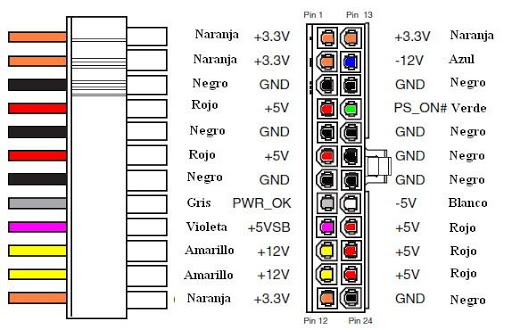 Pin 1 Pin 13
Naranja +3.3V +3.3V Naranja
Naranja +3.3V -12V Azul
Negro GND GND Negro
Rojo +5V PS_ON# Verde
Negro GND GND Negro
Rojo +5V GND Negro
Negro GND GND Negro
Gris PWR_OK -5V Blanco
Violeta +5VSB +5V Rojo
Amarillo +12V +5V Rojo
Amarillo +12V +5V Rojo
Naranja +3.3V GND Negro
Pin 12 Pin 24